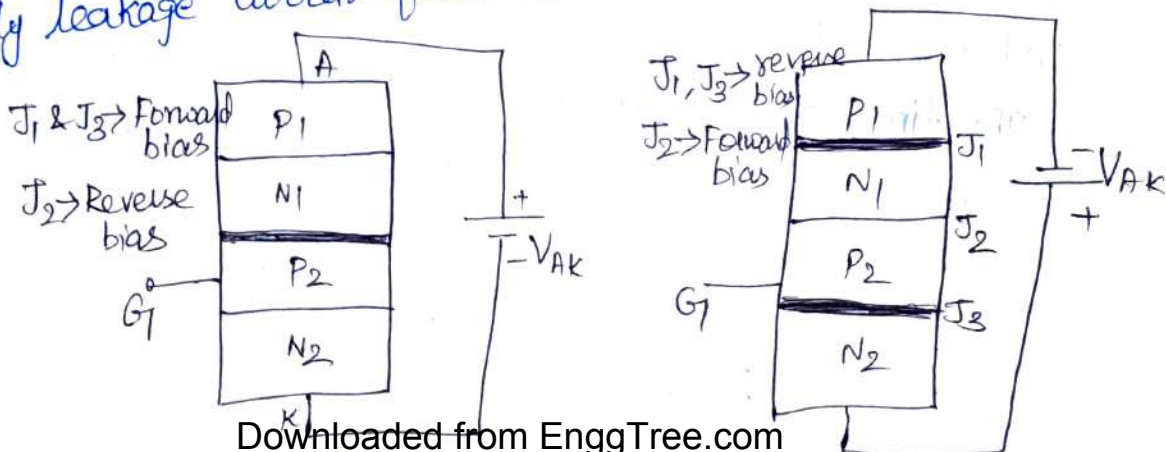 leakage
A
J1 & J3→Forward
bias
P1
J2→Reverse
bias
N1
P2
G
N2
K
+
- VAK
J1, J3→reverse
bias
J2→Forward
bias
P1
J1
N1
J2
P2
G
J3
N2
- VAK
+
Downloaded from EnggTree.com